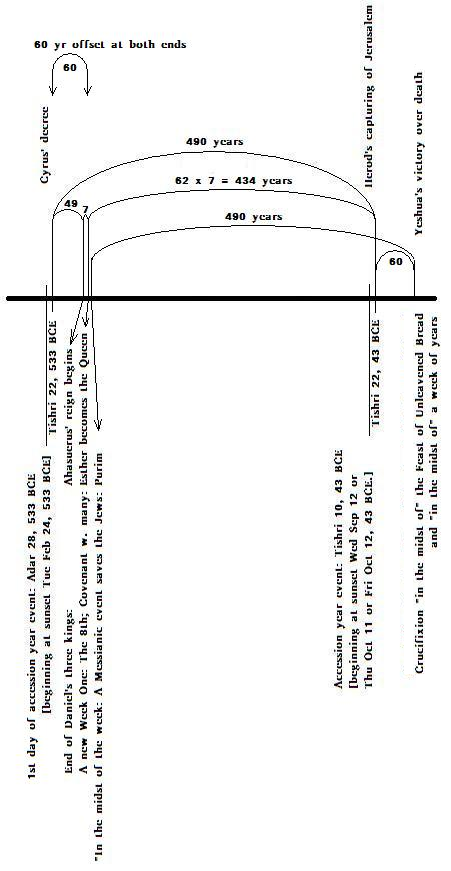 60 yr offset at both ends
60
Cyrus' decree
Herod's capturing of Jerusalem
Yeshua's victory over death
490 years
62 x 7 = 434 years
49
7
490 years
60
Tishri 22, 533 BCE
Ahasuerus' reign begins
Tishri 22, 43 BCE
1st day of accession year event: Adar 28, 533 BCE
[beginning at sunset Tue Feb 24, 533 BCE]
End of Daniel's three kings:
A new Week One: The 8th; Covenant w. many: Esther becomes the Queen
"In the midst of the week: A Messianic event saves the Jews: Purim
Accession year event: Tishri 10, 43 BCE
[beginning at sunset Wed Sep 12 or
Thu Oct 11 or Fri Oct 12, 43 BCE.]
Crucifixion "in the midst of" the Feast of Unleavened Bread
and "in the midst of" a week of years